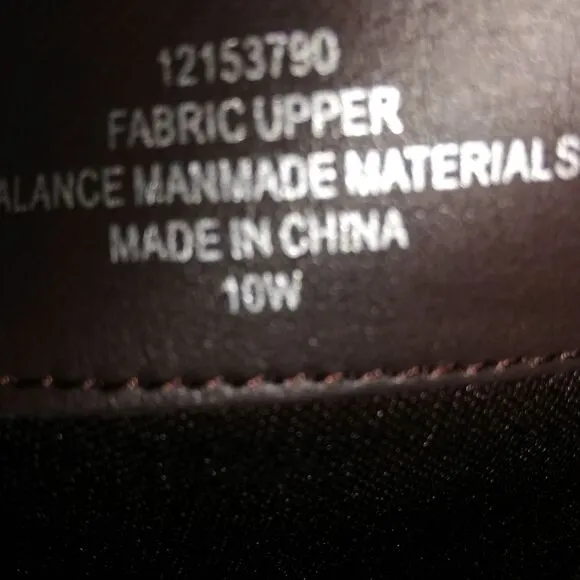 12153790
FABRIC UPPER
ALANCE MANMADE MATERIALS
MADE IN CHINA
10W